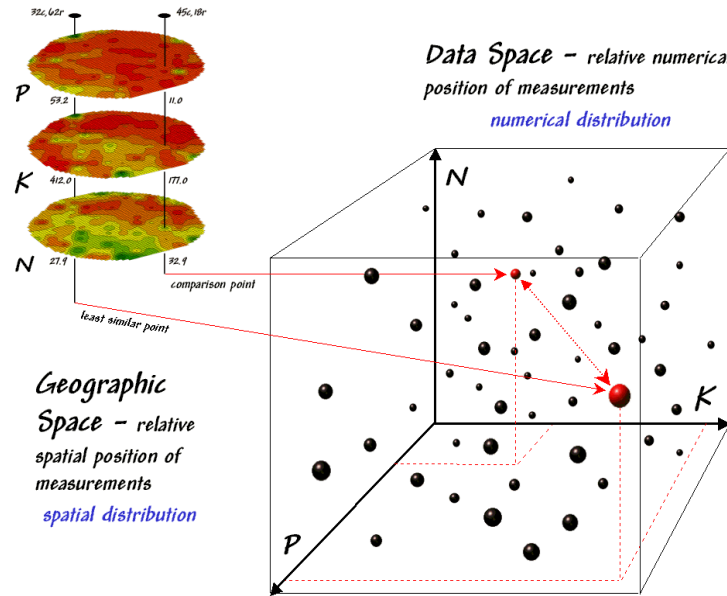 32c,62r
45c,18r
P
53.2
11.0
K
412.0
177.0
N
27.9
32.9
comparison point
least similar point
Data Space – relative numerical
position of measurements
numerical distribution
N
K
P
Geographic
Space – relative
spatial position of
measurements
spatial distribution